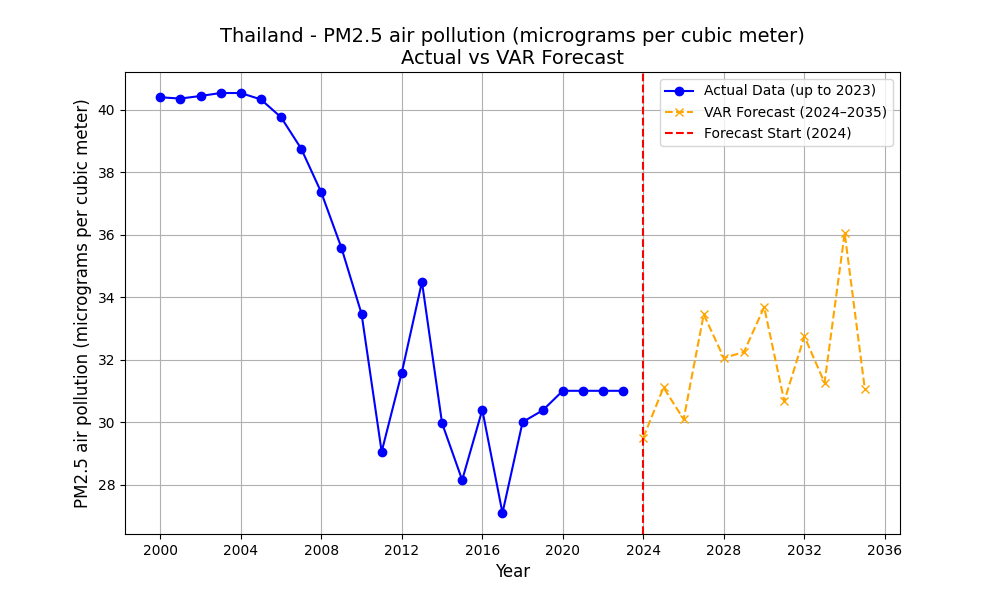 Thailand - PM2.5 air pollution (micrograms per cubic meter)
Actual vs VAR Forecast
Actual Data (up to 2023)
VAR Forecast (2024–2035)
Forecast Start (2024)
PM2.5 air pollution (micrograms per cubic meter)
40
38
36
34
32
30
28
2000 2004 2008 2012 2016 2020 2024 2028 2032 2036
Year